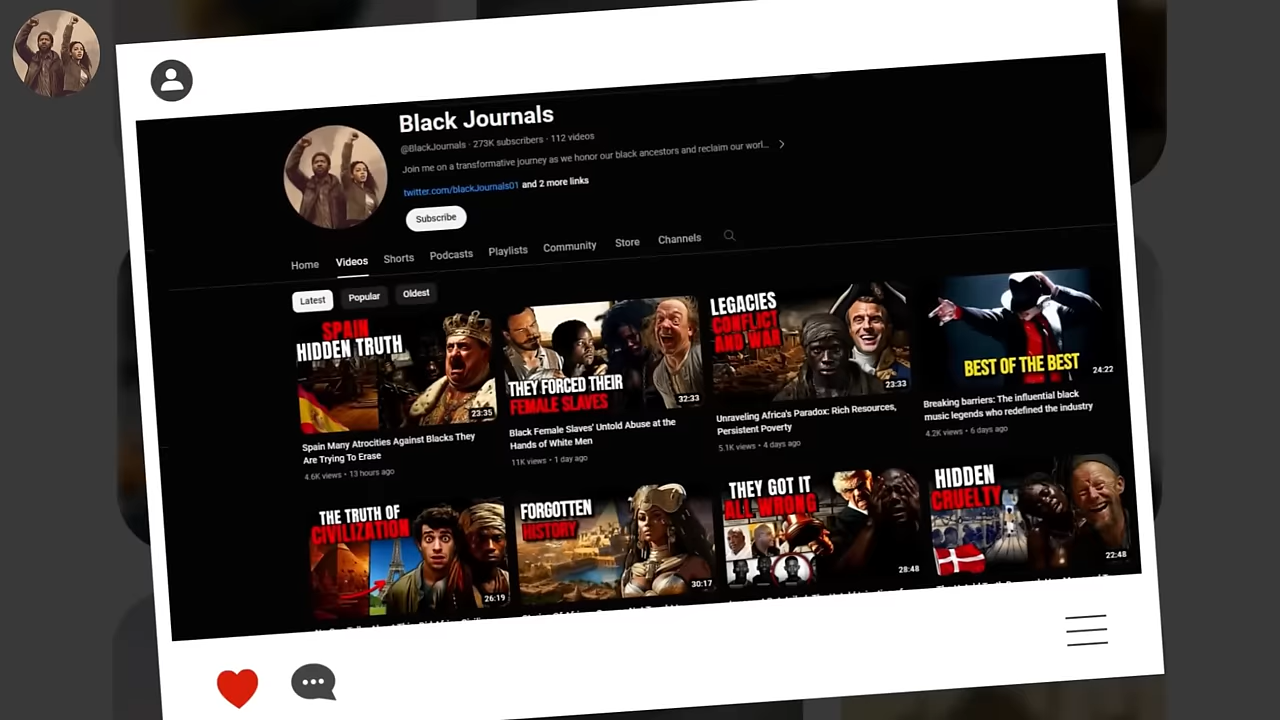 Black Journals
@BlackJournals · 273K subscribers · 112 videos
Join me on a transformative journey as we honor our black ancestors and reclaim our worl...
twitter.com/blackJournals01 and 2 more links
Subscribe
Home Videos Shorts Podcasts Playlists Community Store Channels
Latest Popular Oldest
SPAIN
HIDDEN TRUTH
23:35
Spain Many Atrocities Against Blacks They
Are Trying To Erase
4.6K views • 13 hours ago
THEY FORCED THEIR
FEMALE SLAVES
32:33
Black Female Slaves' Untold Abuse at the
Hands of White Men
11K views • 1 day ago
LEGACIES
CONFLICT
AND WAR
23:33
Unraveling Africa's Paradox: Rich Resources,
Persistent Poverty
5.1K views • 4 days ago
BEST OF THE BEST
24:22
Breaking barriers: The influential black
music legends who redefined the industry
4.2K views • 6 days ago
THE TRUTH OF
CIVILIZATION
26:19
FORGOTTEN
HISTORY
30:17
THEY GOT IT
ALL WRONG
28:48
HIDDEN
CRUELTY
22:48